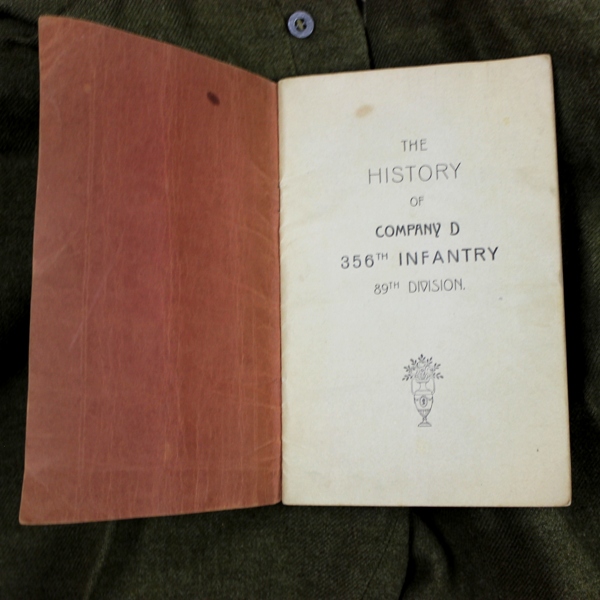 THE
HISTORY
OF
COMPANY D
356TH INFANTRY
89TH DIVISION.